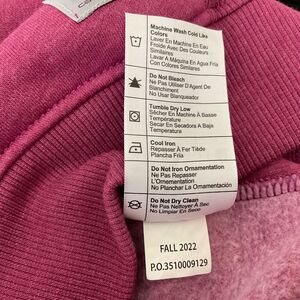 Machine Wash Cold Like
Colors
Laver En Machine En Eau
Froide Avec Des Couleurs
Similaires
Lavar A Máquina En Agua Fría
Con Colores Similares
Do Not Bleach
Ne Pas Utiliser D'Agent De
Blanchiment
No Usar Blanqueador
Tumble Dry Low
Sécher En Machine À Basse
Température
Secar En Secadora A Baja
Temperatura
Cool Iron
Repasser À Fer Tiède
Plancha Fría
Do Not Iron Ornamentation
Ne Pas Repasser
L'Ornementation
No Planchar La Ornamentación
Do Not Dry Clean
Ne Pas Nettoyer À Sec
No Limpiar En Seco
FALL 2022
P.O.3510009129